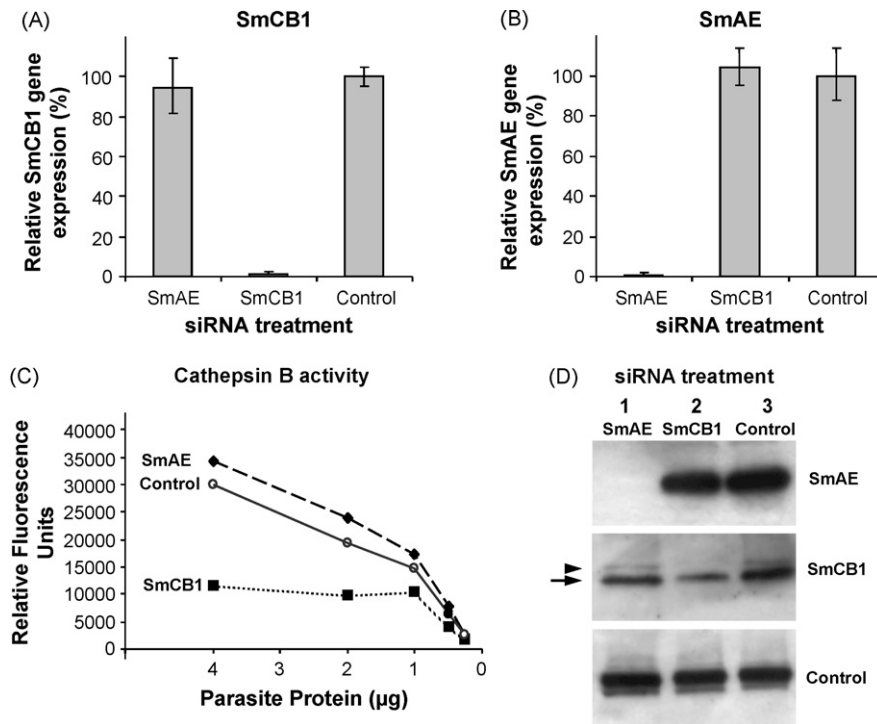 (A)
SmCB1
Relative SmCB1 gene
expression (%)
100
80
60
40
20
0
SmAE SmCB1 Control
siRNA treatment
(B)
SmAE
Relative SmAE gene
expression (%)
100
80
60
40
20
0
SmAE SmCB1 Control
siRNA treatment
(C)
Cathepsin B activity
Relative Fluorescence
Units
40000
35000
30000
25000
20000
15000
10000
5000
0
SmAE
Control
SmCB1
4 3 2 1 0
Parasite Protein (µg)
(D)
siRNA treatment
1 2 3
SmAE SmCB1 Control
SmAE
SmCB1
Control